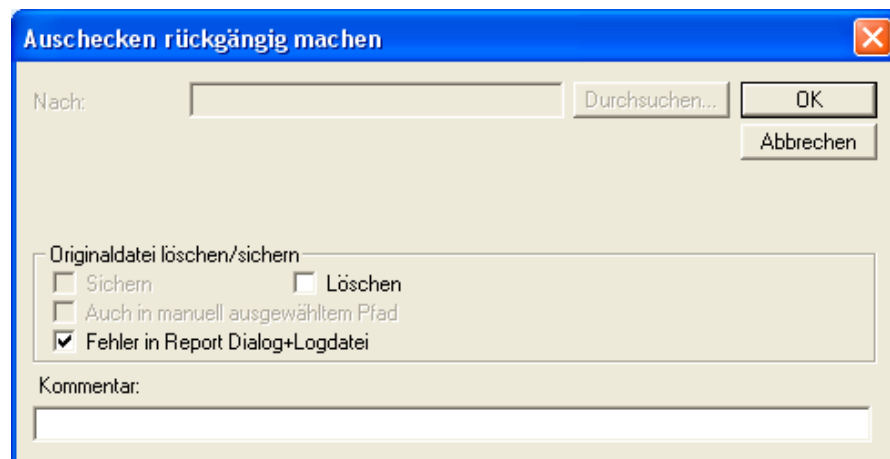 Auschecken rückgängig machen
Nach: Durchsuchen... OK
Abbrechen
Originaldatei löschen/sichern
Sichern Löschen
Auch in manuell ausgewähltem Pfad
Fehler in Report Dialog+Logdatei
Kommentar: